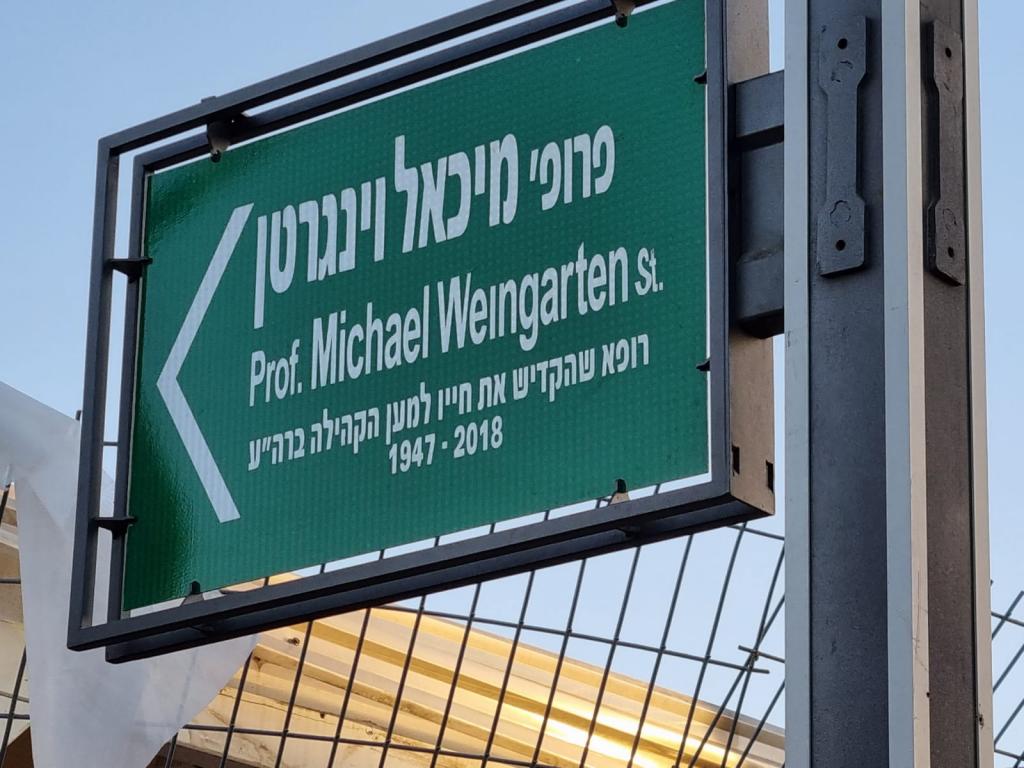 פרופ' מיכאל וינגרטן
Prof. Michael Weingarten St.
רופא שהקדיש את חייו למען הקהילה ברה"ע
1947 - 2018